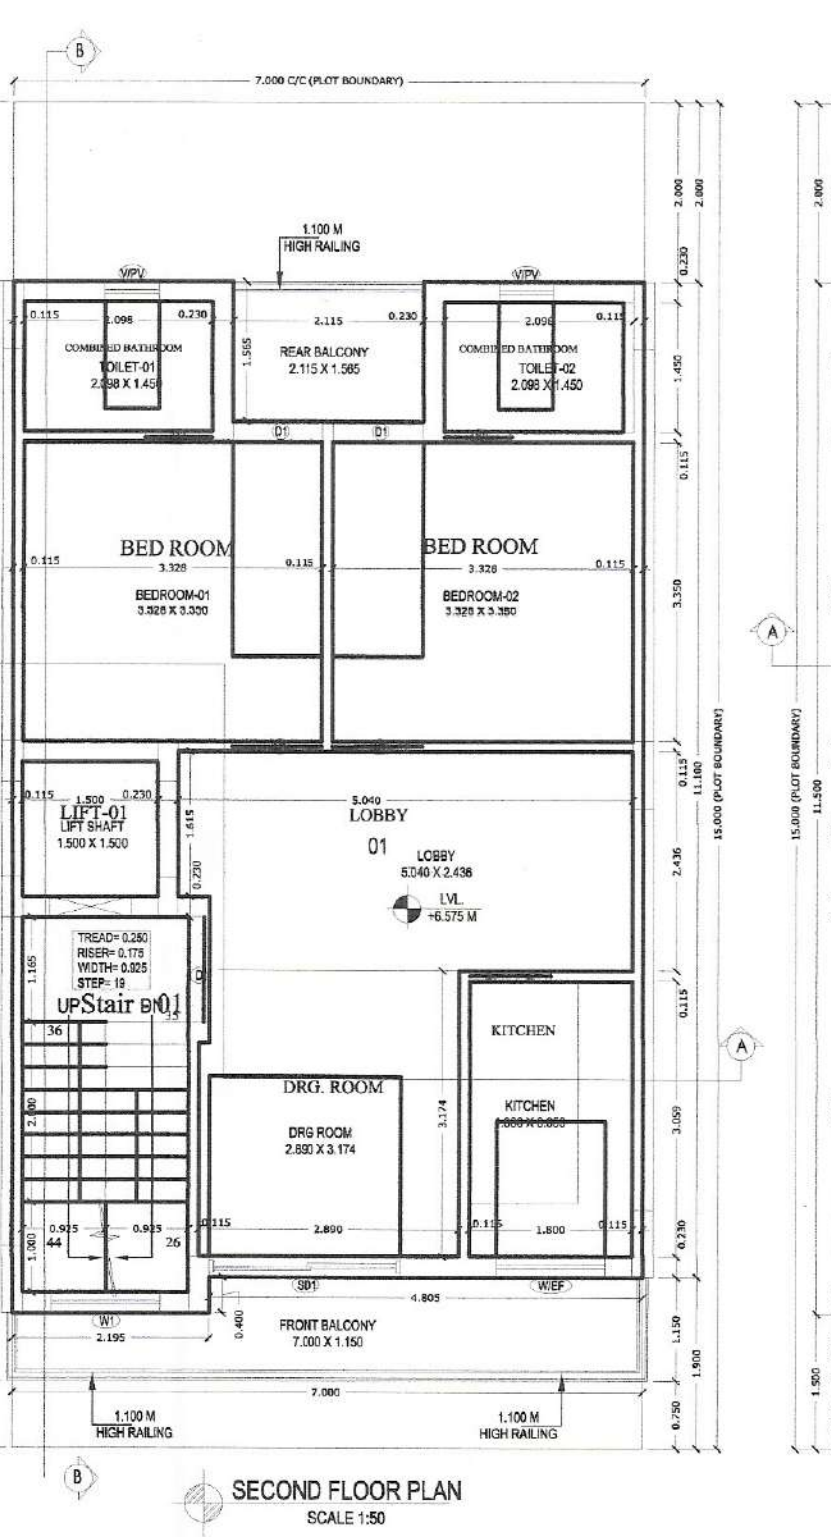 B
7.000 C/C (PLOT BOUNDARY)
2.000
2.000
2.000
1.100 M
HIGH RAILING
0.230
V/PV
V/PV
0.115
2.098
0.230
2.115
0.230
2.098
0.115
COMBINED BATHROOM
TOILET-01
2.098 X 1.450
1.565
REAR BALCONY
2.115 X 1.565
COMBINED BATHROOM
TOILET-02
2.098 X 1.450
1.450
D1
D1
0.115
BED ROOM
BED ROOM
0.115
3.328
0.115
3.328
0.115
BEDROOM-01
BEDROOM-02
3.350
A
15.000 (PLOT BOUNDARY)
15.000 (PLOT BOUNDARY)
11.100
11.500
0.115
0.115
1.500
0.230
5.040
LIFT-01
LIFT SHAFT
1.500 X 1.500
1.615
LOBBY
01
LOBBY
5.040 X 2.436
2.436
0.230
LVL.
+6.575 M
TREAD= 0.250
RISER= 0.175
WIDTH= 0.925
STEP= 19
1.165
D
UP Stair 01
DN
35
36
0.115
KITCHEN
A
DRG. ROOM
KITCHEN
2.000
DRG ROOM
2.890 X 3.174
3.174
3.059
0.925
0.925
0.115
2.890
0.115
1.800
0.115
0.230
1.000
44
26
SD1
W/EF
4.805
W1
0.400
FRONT BALCONY
7.000 X 1.150
2.195
1.150
1.900
7.000
1.500
0.750
1.100 M
HIGH RAILING
1.100 M
HIGH RAILING
B
SECOND FLOOR PLAN
SCALE 1:50